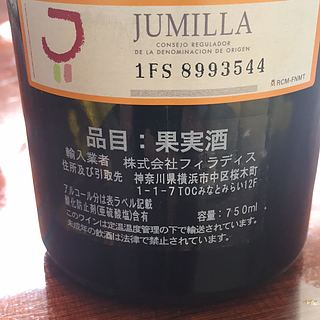 JUMILLA
CONSEJO REGULADOR
DE LA DENOMINACION DE ORIGEN
1FS 8993544
RCM-FNMT
品目：果実酒
輸入業者 株式会社フィラディス
住所及び引取先 神奈川県横浜市中区桜木町
1-1-7TOCみなとみらい12F
アルコール分は表ラベル記載
酸化防止剤(亜硫酸塩)含有 容量：750ml
このワインは定温温度管理の下で輸送されています。
未成年の飲酒は法律で禁止されています。